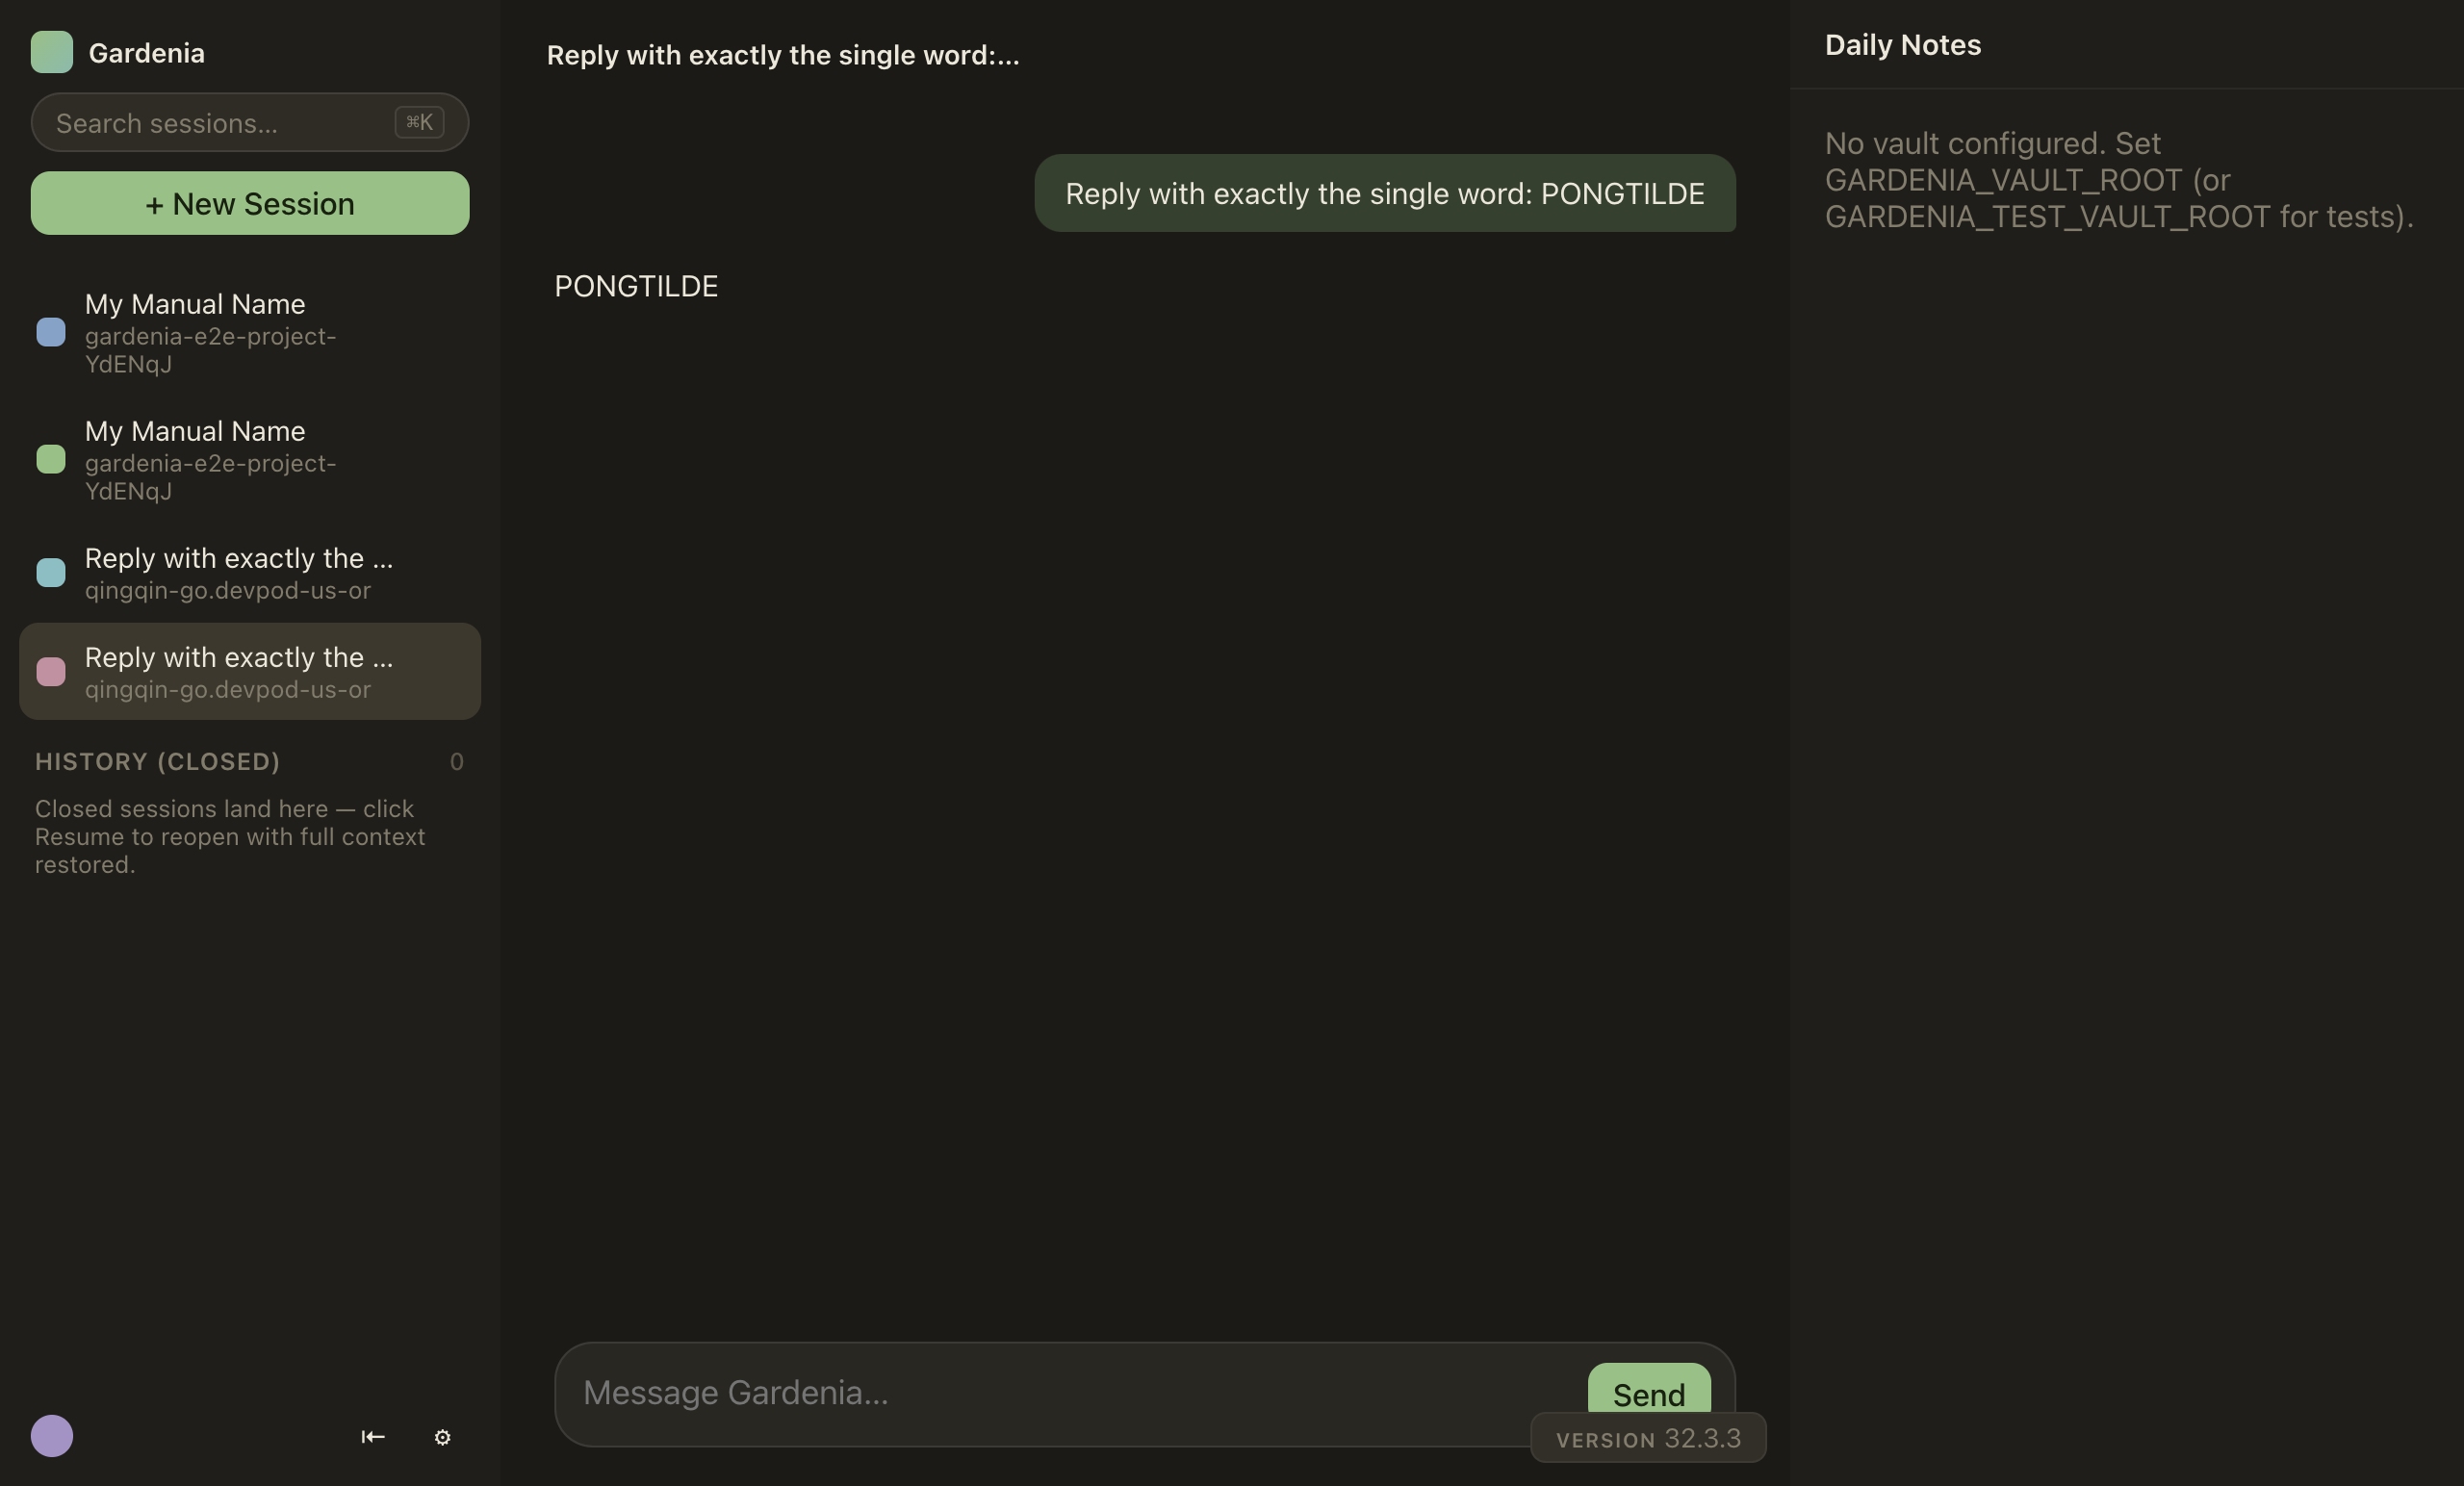 Gardenia
Search sessions...
⌘K
+ New Session
My Manual Name
gardenia-e2e-project-
YdENqJ
My Manual Name
gardenia-e2e-project-
YdENqJ
Reply with exactly the ...
qingqin-go.devpod-us-or
Reply with exactly the ...
qingqin-go.devpod-us-or
HISTORY (CLOSED) 0
Closed sessions land here — click
Resume to reopen with full context
restored.
Reply with exactly the single word:...
Reply with exactly the single word: PONGTILDE
PONGTILDE
Message Gardenia...
Send
VERSION 32.3.3
Daily Notes
No vault configured. Set
GARDENIA_VAULT_ROOT (or
GARDENIA_TEST_VAULT_ROOT for tests).